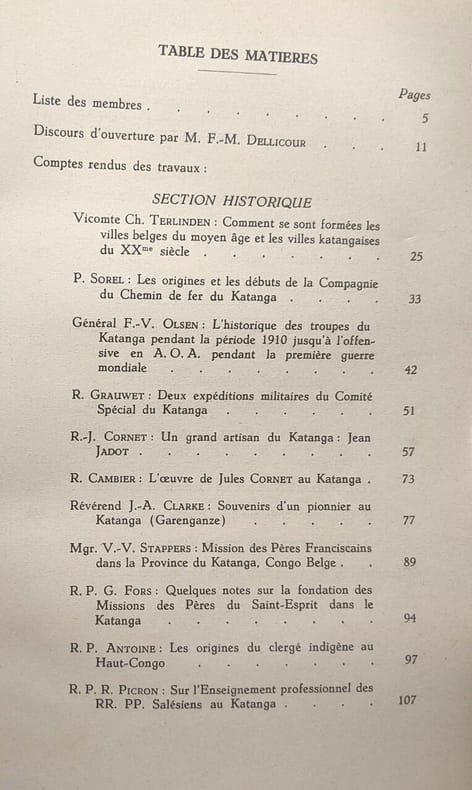 TABLE DES MATIERES
Pages
Liste des membres . . . . . . . . 5
Discours d'ouverture par M. F.-M. DELLICOUR . . . 11
Comptes rendus des travaux :
SECTION HISTORIQUE
Vicomte Ch. TERLINDEN : Comment se sont formées les
villes belges du moyen âge et les villes katangaises
du XXme siècle . . . . . . . 25
P. SOREL : Les origines et les débuts de la Compagnie
du Chemin de fer du Katanga . . . . 33
Général F.-V. OLSEN : L'historique des troupes du
Katanga pendant la période 1910 jusqu'à l'offen-
sive en A. O. A. pendant la première guerre
mondiale . . . . . . . . 42
R. GRAUWET : Deux expéditions militaires du Comité
Spécial du Katanga . . . . . 51
R.-J. CORNET : Un grand artisan du Katanga : Jean
JADOT . . . . . . . . 57
R. CAMBIER : L'œuvre de Jules CORNET au Katanga . 73
Révérend J.-A. CLARKE : Souvenirs d'un pionnier au
Katanga (Garenganze) . . . . . 77
Mgr. V.-V. STAPPERS : Mission des Pères Franciscains
dans la Province du Katanga, Congo Belge . . 89
R. P. G. FORS : Quelques notes sur la fondation des
Missions des Pères du Saint-Esprit dans le
Katanga . . . . . . . . 94
R. P. ANTOINE : Les origines du clergé indigène au
Haut-Congo . . . . . . . 97
R. P. R. PICRON : Sur l'Enseignement professionnel des
RR. PP. Salésiens au Katanga . . . . 107